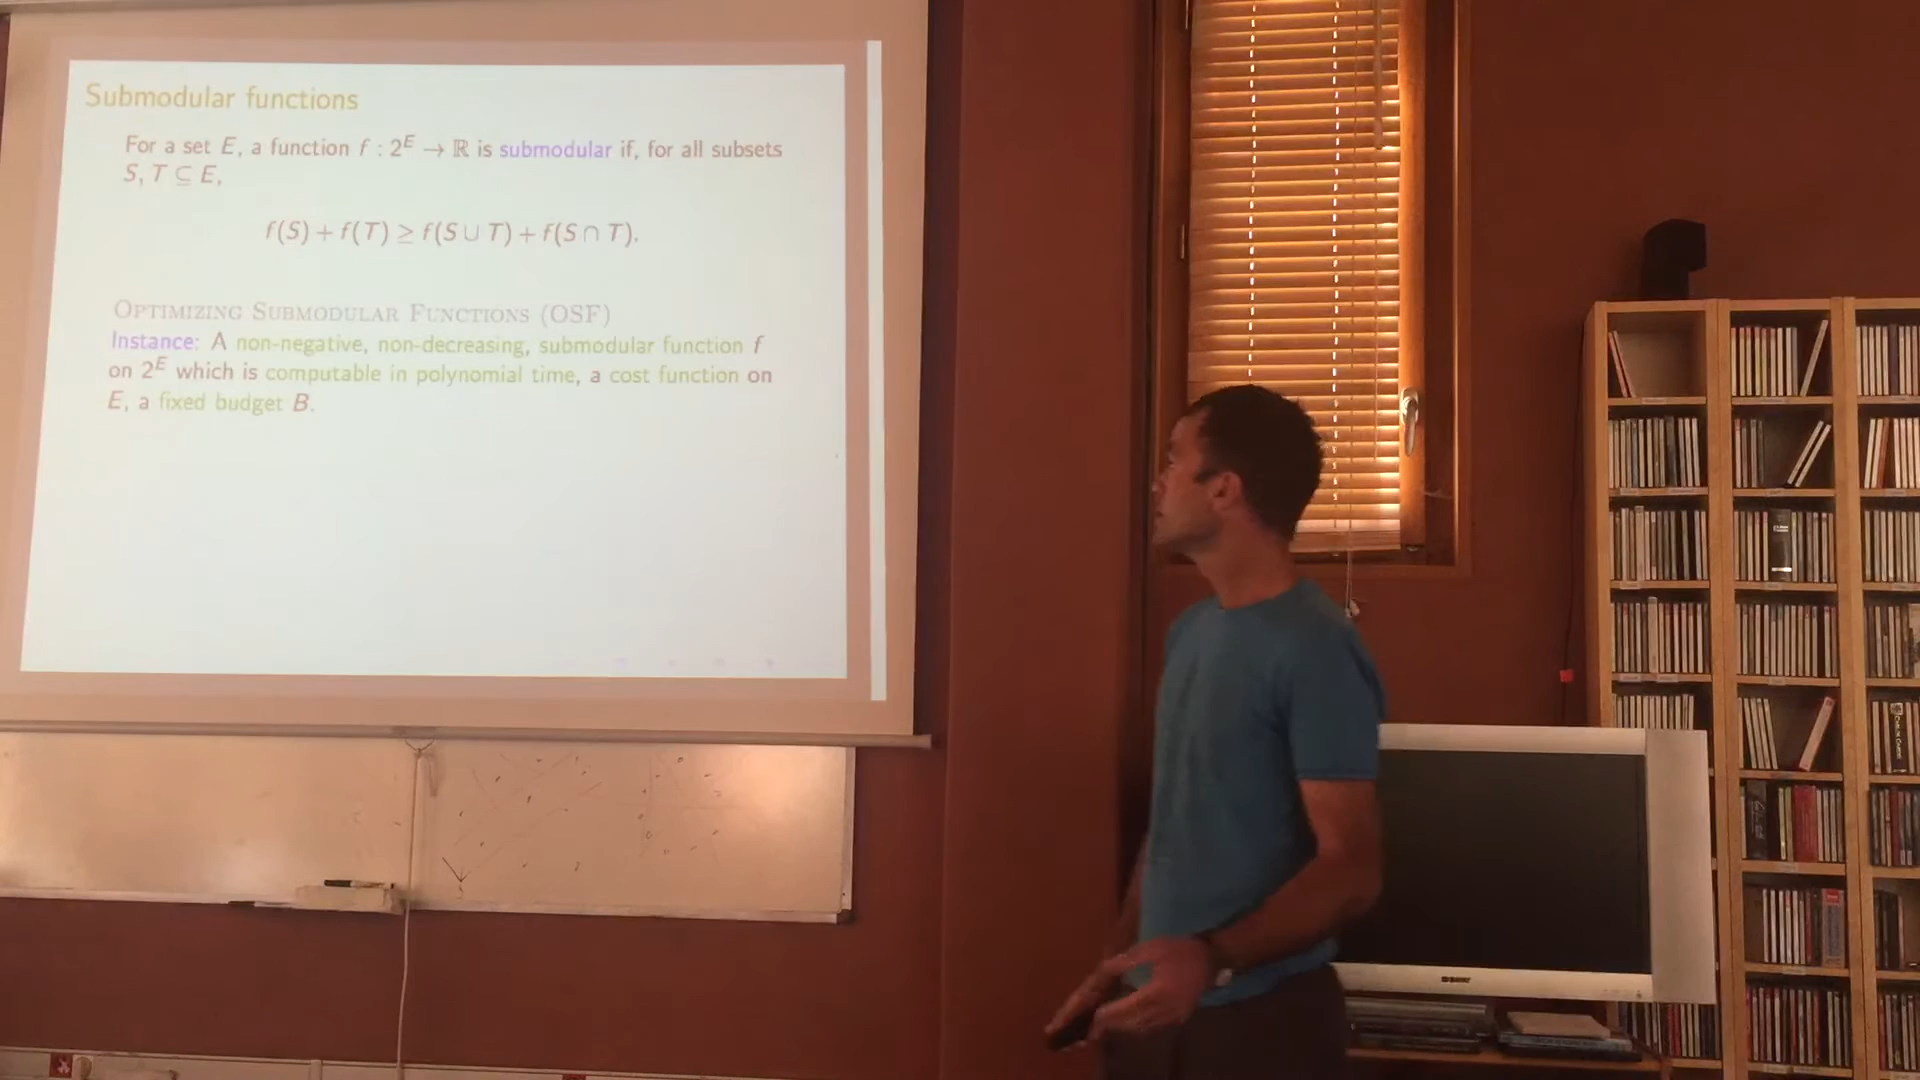 Submodular functions
For a set E, a function f : 2^E → ℝ is submodular if, for all subsets
S, T ⊆ E,
f(S) + f(T) ≥ f(S ∪ T) + f(S ∩ T).
OPTIMIZING SUBMODULAR FUNCTIONS (OSF)
Instance: A non-negative, non-decreasing, submodular function f
on 2^E which is computable in polynomial time, a cost function on
E, a fixed budget B.